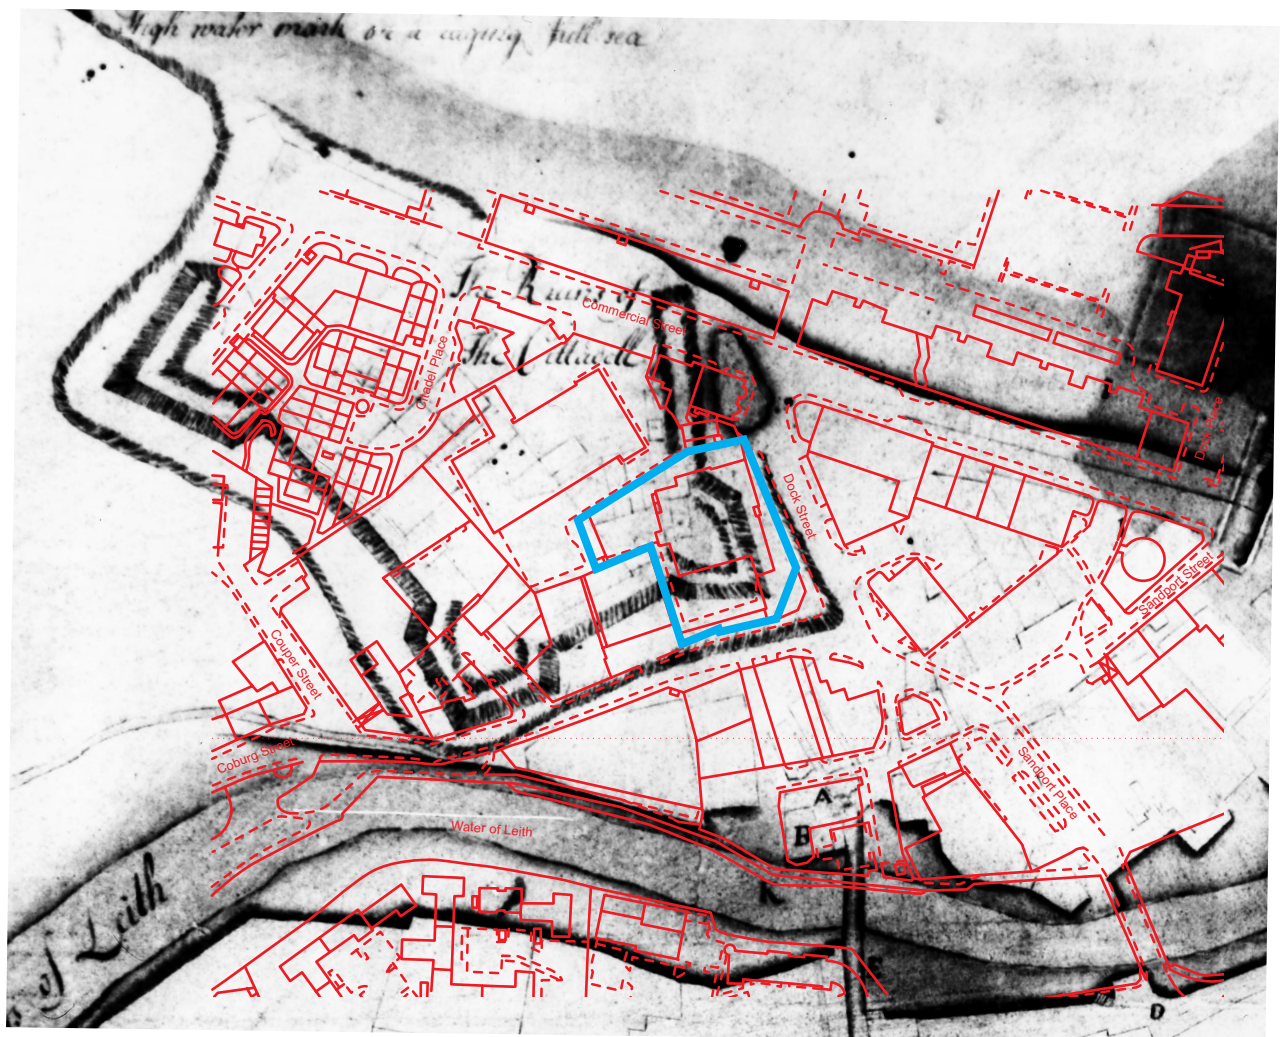 High water mark or a full sea
The Ruins of
Commercial Street
The Cittadell
Citadel Place
Dock Place
Dock Street
Sandport Street
Couper Street
Coburg Street
Sandport Place
A
B
Water of Leith
K
of Leith
D